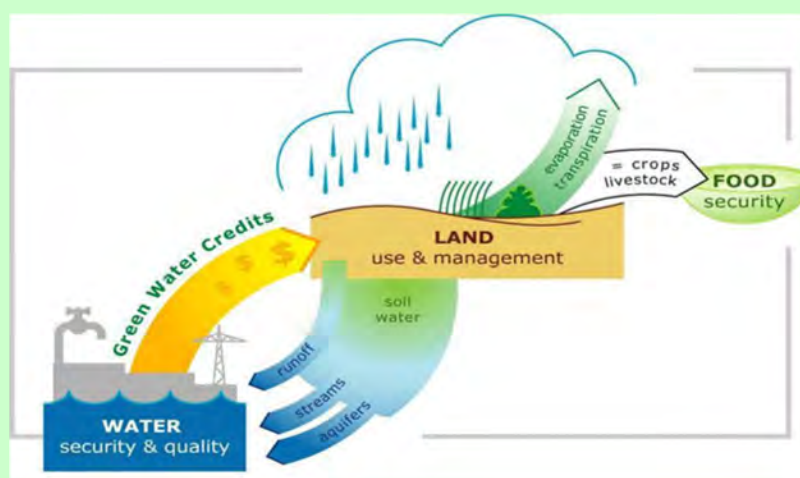 evaporation
transpiration
= crops
livestock
FOOD
security
Green Water Credits
$ $ $
LAND
use & management
soil
water
runoff
streams
aquifers
WATER
security & quality